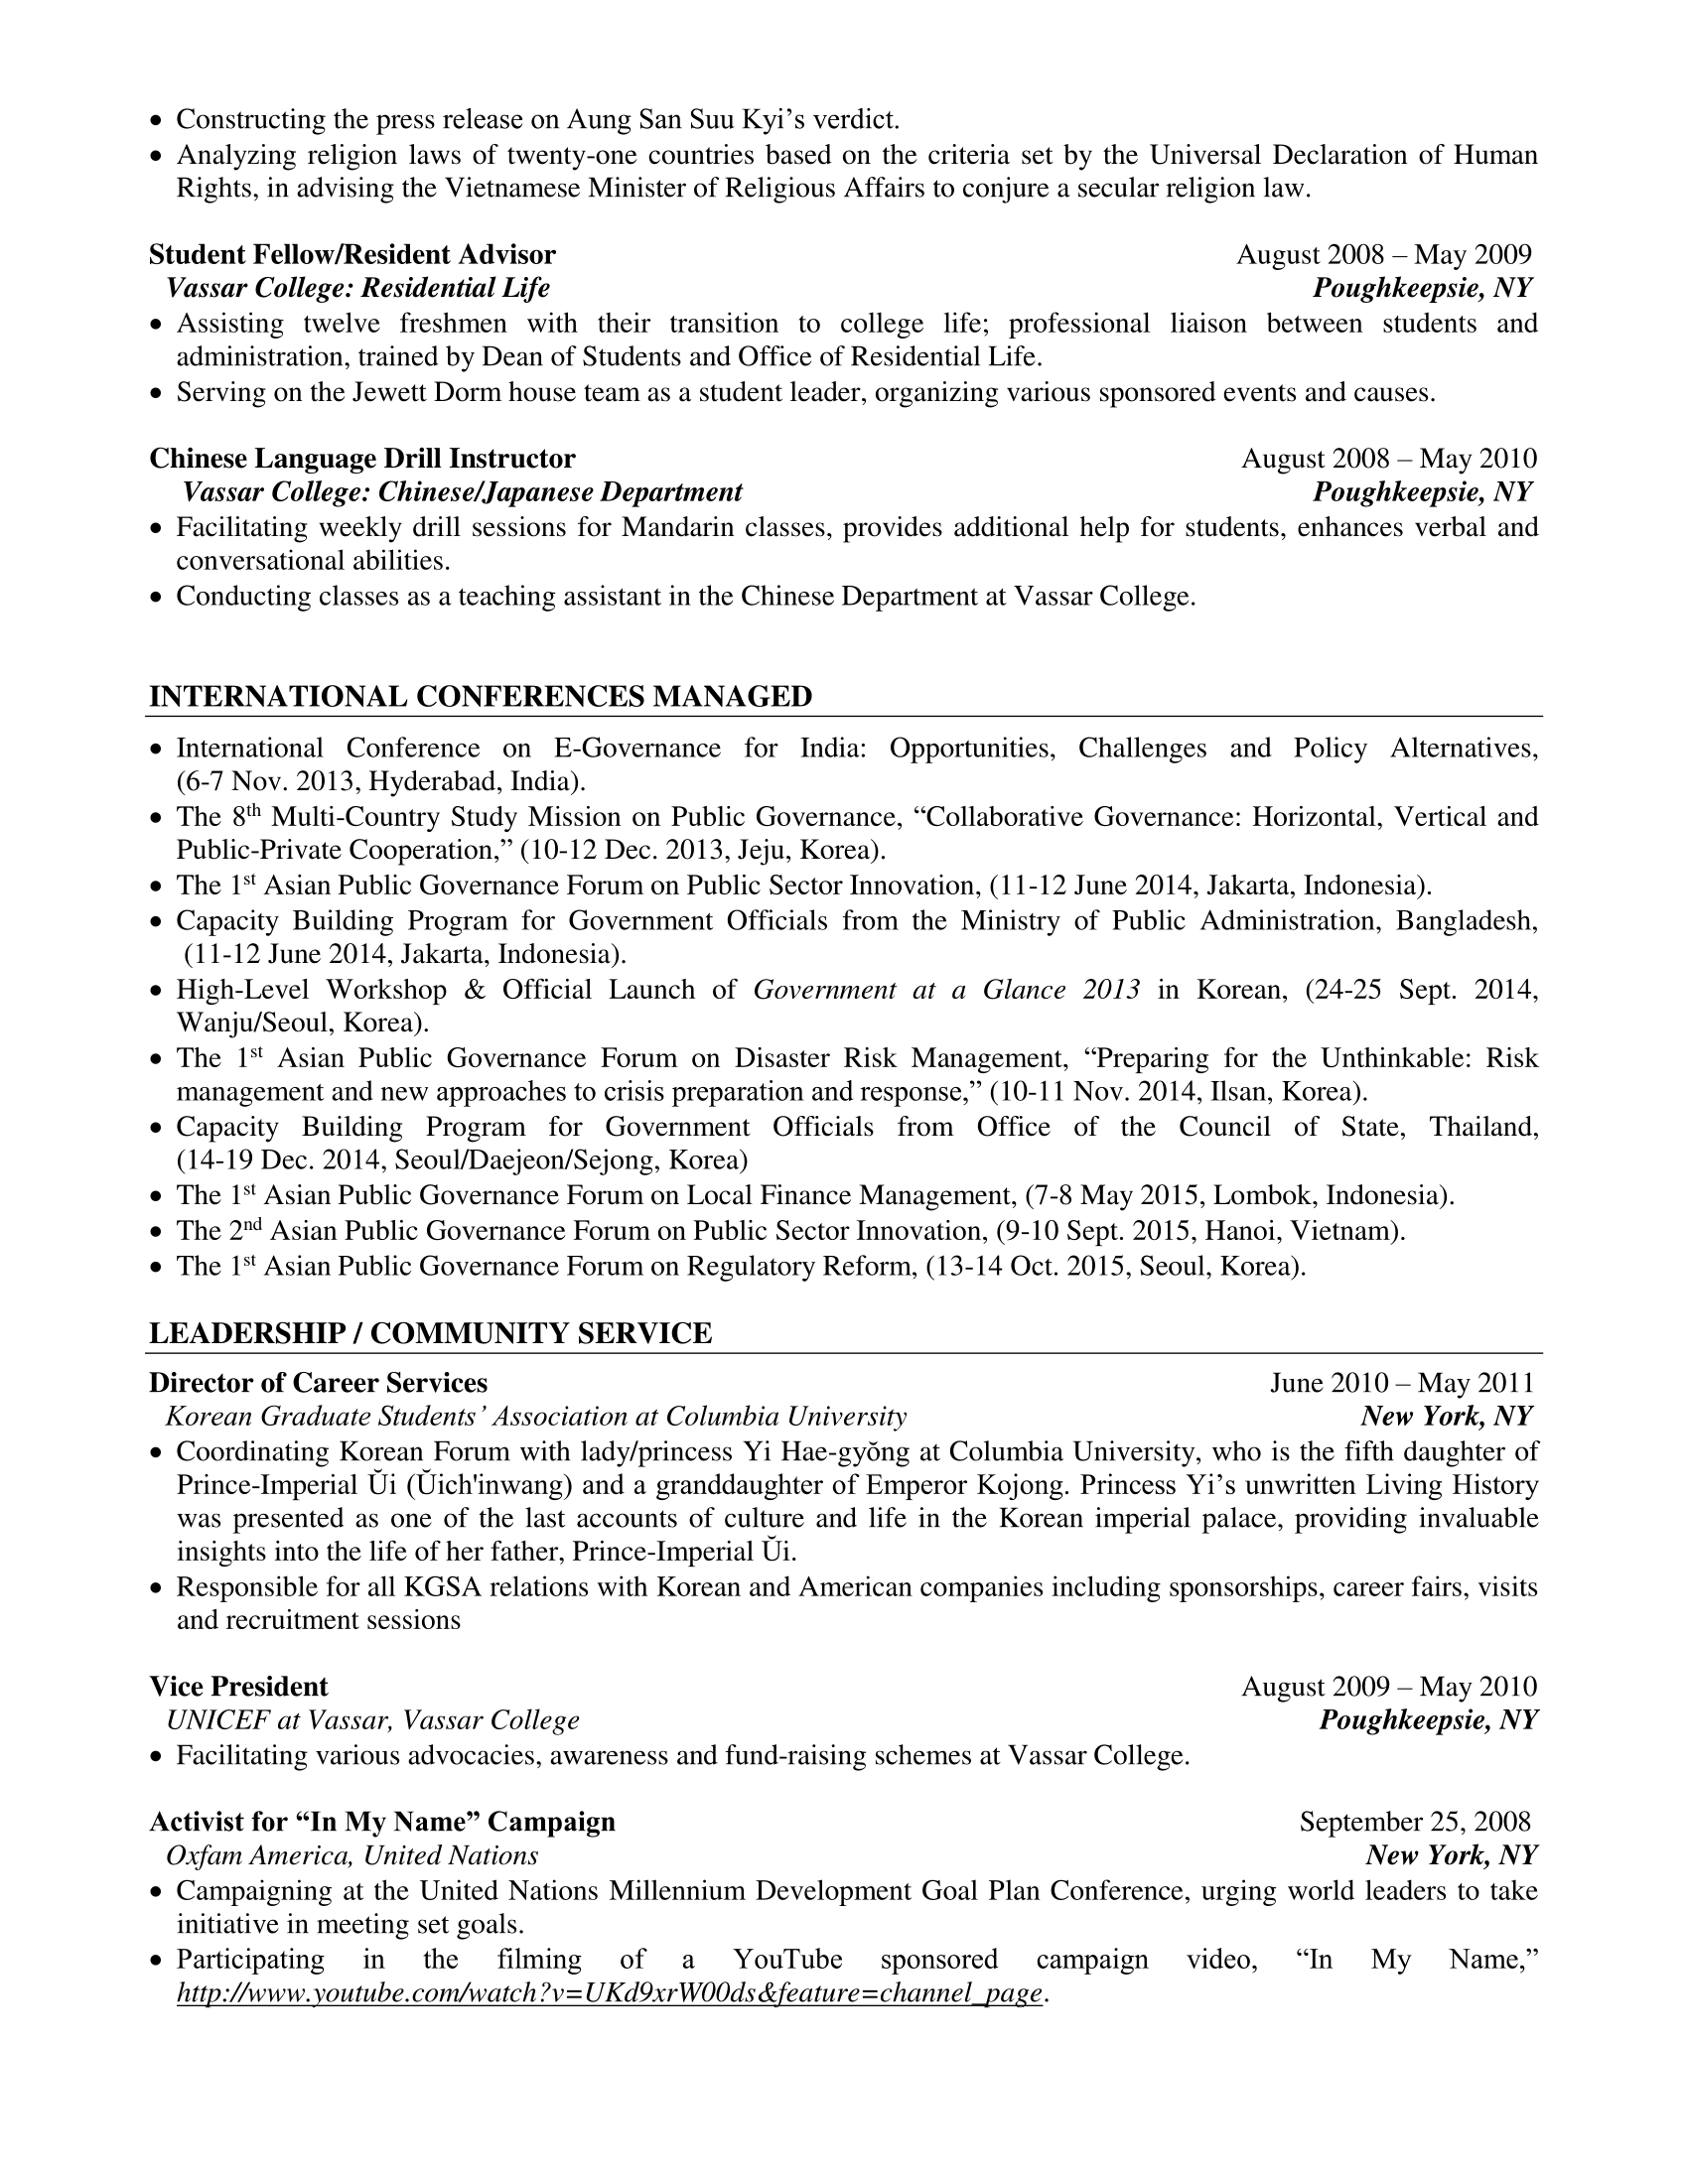 • Constructing the press release on Aung San Suu Kyi’s verdict.
• Analyzing religion laws of twenty-one countries based on the criteria set by the Universal Declaration of Human
Rights, in advising the Vietnamese Minister of Religious Affairs to conjure a secular religion law.
Student Fellow/Resident Advisor August 2008 – May 2009
Vassar College: Residential Life Poughkeepsie, NY
• Assisting twelve freshmen with their transition to college life; professional liaison between students and
administration, trained by Dean of Students and Office of Residential Life.
• Serving on the Jewett Dorm house team as a student leader, organizing various sponsored events and causes.
Chinese Language Drill Instructor August 2008 – May 2010
Vassar College: Chinese/Japanese Department Poughkeepsie, NY
• Facilitating weekly drill sessions for Mandarin classes, provides additional help for students, enhances verbal and
conversational abilities.
• Conducting classes as a teaching assistant in the Chinese Department at Vassar College.
INTERNATIONAL CONFERENCES MANAGED
• International Conference on E-Governance for India: Opportunities, Challenges and Policy Alternatives,
(6-7 Nov. 2013, Hyderabad, India).
• The 8th Multi-Country Study Mission on Public Governance, “Collaborative Governance: Horizontal, Vertical and
Public-Private Cooperation,” (10-12 Dec. 2013, Jeju, Korea).
• The 1st Asian Public Governance Forum on Public Sector Innovation, (11-12 June 2014, Jakarta, Indonesia).
• Capacity Building Program for Government Officials from the Ministry of Public Administration, Bangladesh,
(11-12 June 2014, Jakarta, Indonesia).
• High-Level Workshop & Official Launch of Government at a Glance 2013 in Korean, (24-25 Sept. 2014,
Wanju/Seoul, Korea).
• The 1st Asian Public Governance Forum on Disaster Risk Management, “Preparing for the Unthinkable: Risk
management and new approaches to crisis preparation and response,” (10-11 Nov. 2014, Ilsan, Korea).
• Capacity Building Program for Government Officials from Office of the Council of State, Thailand,
(14-19 Dec. 2014, Seoul/Daejeon/Sejong, Korea)
• The 1st Asian Public Governance Forum on Local Finance Management, (7-8 May 2015, Lombok, Indonesia).
• The 2nd Asian Public Governance Forum on Public Sector Innovation, (9-10 Sept. 2015, Hanoi, Vietnam).
• The 1st Asian Public Governance Forum on Regulatory Reform, (13-14 Oct. 2015, Seoul, Korea).
LEADERSHIP / COMMUNITY SERVICE
Director of Career Services June 2010 – May 2011
Korean Graduate Students’ Association at Columbia University New York, NY
• Coordinating Korean Forum with lady/princess Yi Hae-gyŏng at Columbia University, who is the fifth daughter of
Prince-Imperial Ŭi (Ŭich'inwang) and a granddaughter of Emperor Kojong. Princess Yi’s unwritten Living History
was presented as one of the last accounts of culture and life in the Korean imperial palace, providing invaluable
insights into the life of her father, Prince-Imperial Ŭi.
• Responsible for all KGSA relations with Korean and American companies including sponsorships, career fairs, visits
and recruitment sessions
Vice President August 2009 – May 2010
UNICEF at Vassar, Vassar College Poughkeepsie, NY
• Facilitating various advocacies, awareness and fund-raising schemes at Vassar College.
Activist for “In My Name” Campaign September 25, 2008
Oxfam America, United Nations New York, NY
• Campaigning at the United Nations Millennium Development Goal Plan Conference, urging world leaders to take
initiative in meeting set goals.
• Participating in the filming of a YouTube sponsored campaign video, “In My Name,”
http://www.youtube.com/watch?v=UKd9xrW00ds&feature=channel_page.